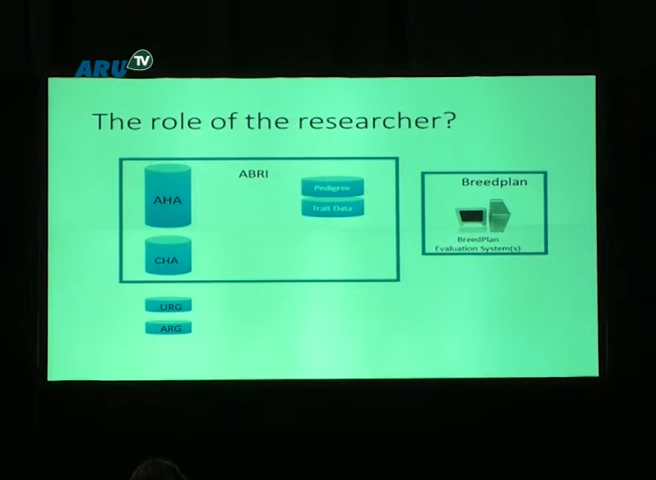 ARU TV
The role of the researcher?
ABRI
AHA
Pedigree
Trait Data
CHA
URG
ARG
Breedplan
BreedPlan
Evaluation System(s)